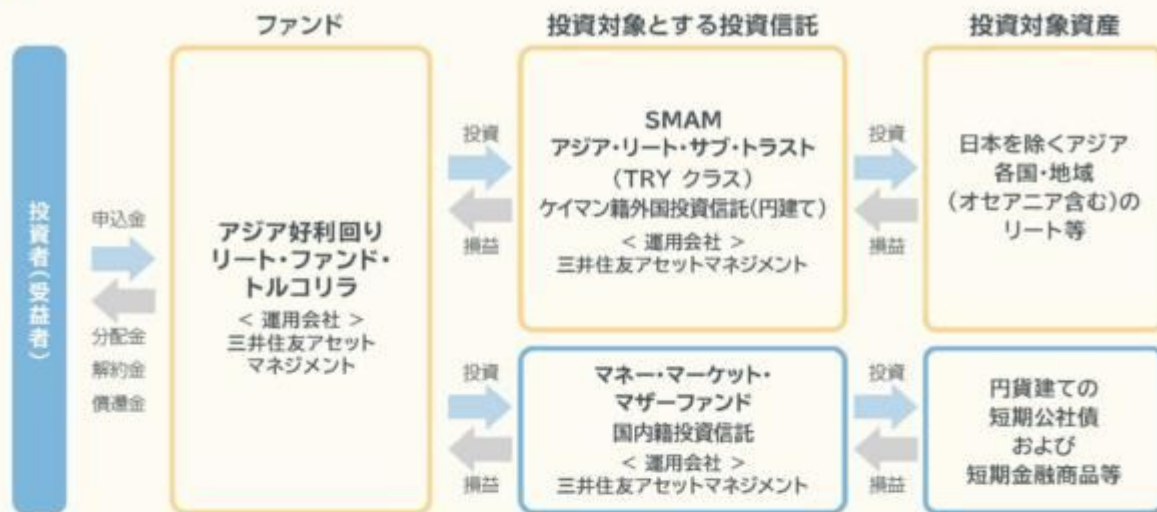 ファンド
投資対象とする投資信託
投資対象資産
投資者(受益者)
申込金
分配金
解約金
償還金
アジア好利回り
リート・ファンド・
トルコリラ
< 運用会社 >
三井住友アセット
マネジメント
投資
損益
SMAM
アジア・リート・サブ・トラスト
(TRY クラス)
ケイマン籍外国投資信託(円建て)
< 運用会社 >
三井住友アセットマネジメント
投資
損益
日本を除くアジア
各国・地域
(オセアニア含む)の
リート等
投資
損益
マネー・マーケット・
マザーファンド
国内籍投資信託
< 運用会社 >
三井住友アセットマネジメント
投資
損益
円貨建ての
短期公社債
および
短期金融商品等